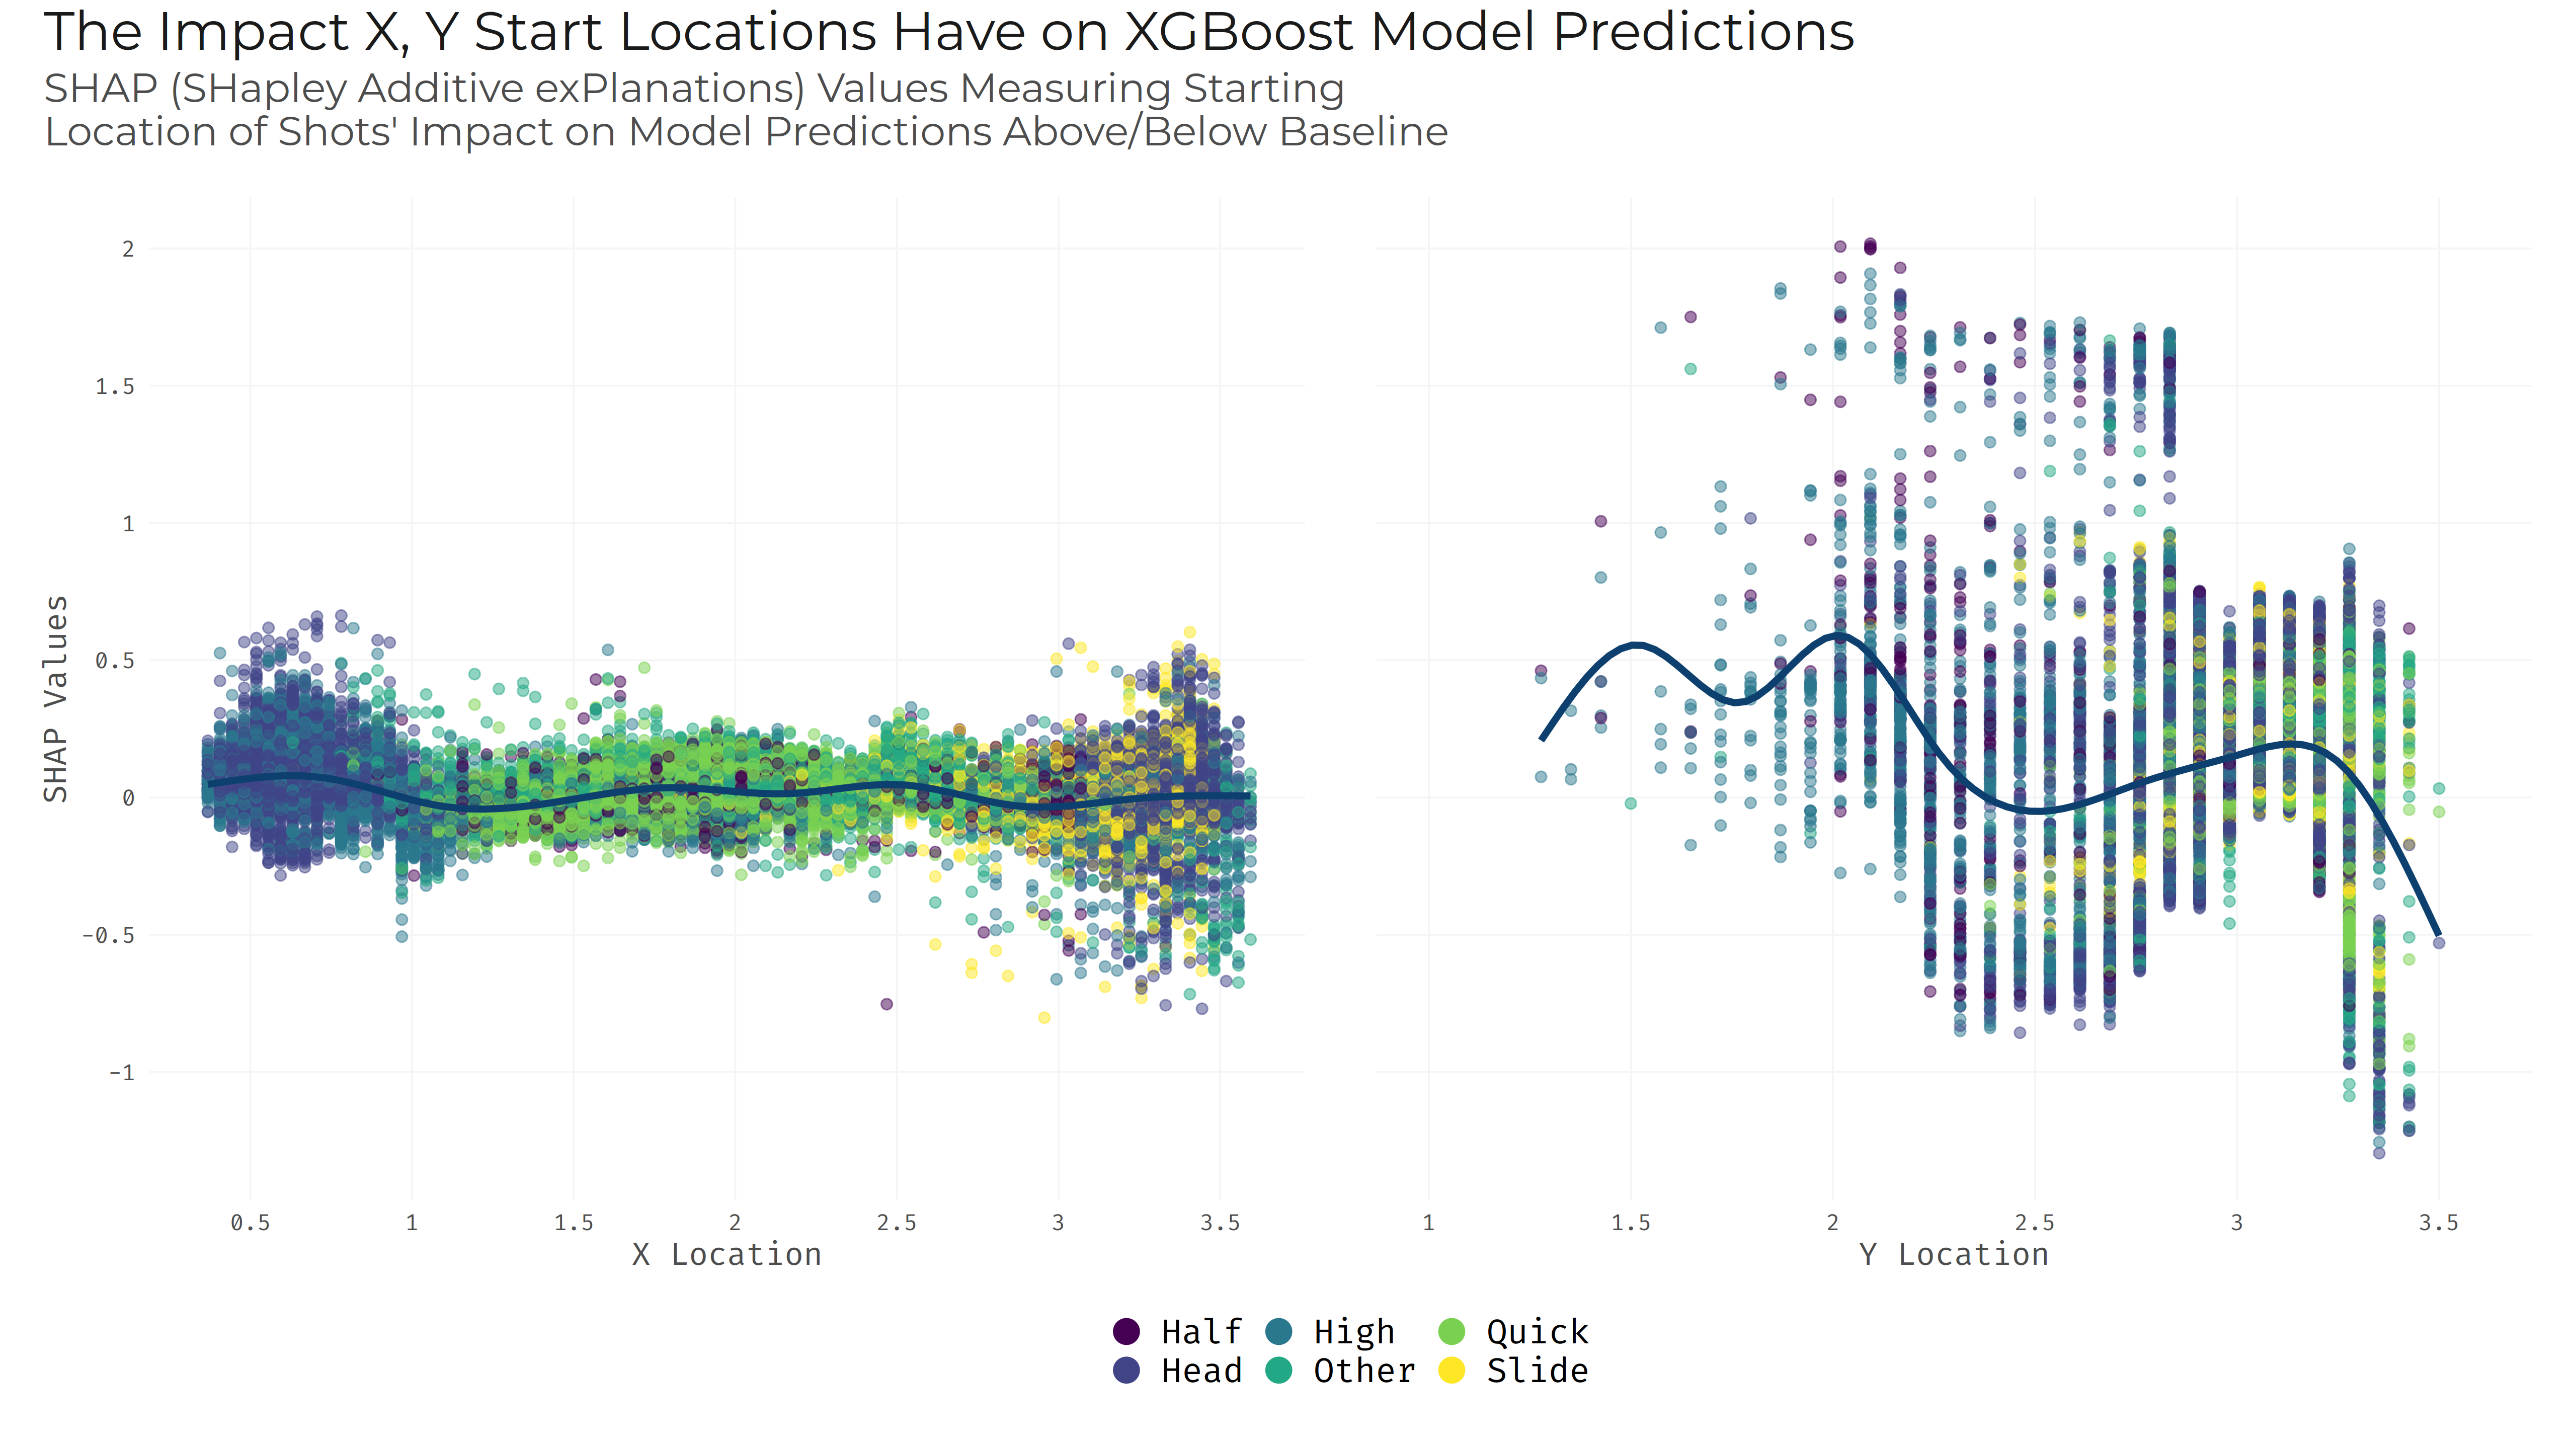 The Impact X, Y Start Locations Have on XGBoost Model Predictions
SHAP (SHapley Additive exPlanations) Values Measuring Starting
Location of Shots' Impact on Model Predictions Above/Below Baseline
SHAP Values
2
1.5
1
0.5
0
-0.5
-1
0.5 1 1.5 2 2.5 3 3.5
X Location
1 1.5 2 2.5 3 3.5
Y Location
Half High Quick
Head Other Slide